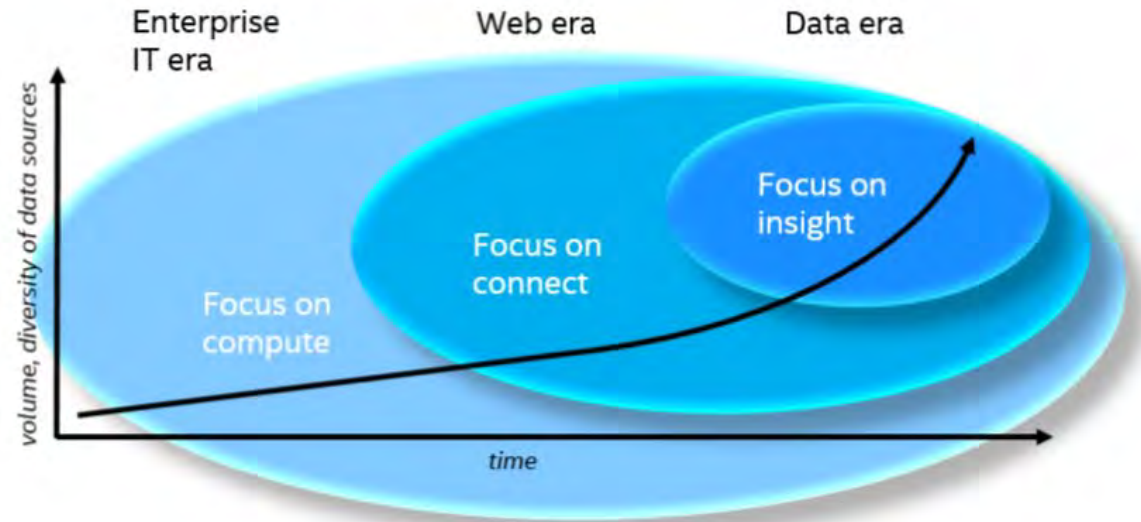 Enterprise
IT era
Web era
Data era
volume, diversity of data sources
Focus on
insight
Focus on
connect
Focus on
compute
time